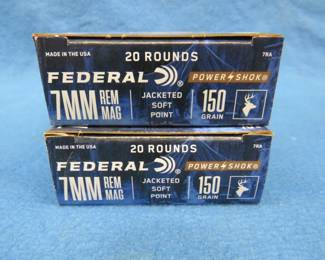 MADE IN THE USA
20 ROUNDS
7RA
FEDERAL® POWER SHOK®
7MM REM MAG
JACKETED SOFT POINT
150 GRAIN
MADE IN THE USA
20 ROUNDS
7RA
FEDERAL® POWER SHOK®
7MM REM MAG
JACKETED SOFT POINT
150 GRAIN